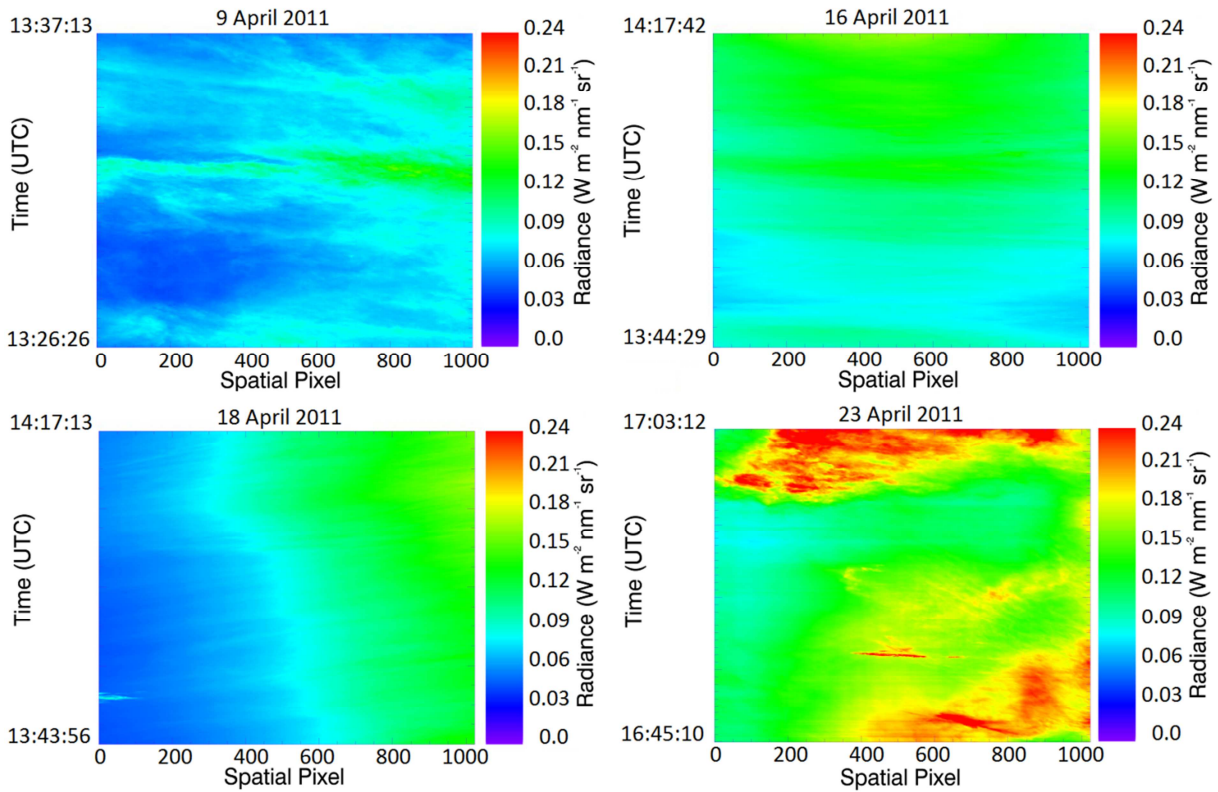 9 April 2011
13:37:13
Time (UTC)
13:26:26
0 200 400 600 800 1000
Spatial Pixel
0.24
0.21
0.18
0.15
0.12
0.09
0.06
0.03
0.0
Radiance (W m⁻² nm⁻¹ sr⁻¹)
16 April 2011
14:17:42
Time (UTC)
13:44:29
0 200 400 600 800 1000
Spatial Pixel
0.24
0.21
0.18
0.15
0.12
0.09
0.06
0.03
0.0
Radiance (W m⁻² nm⁻¹ sr⁻¹)
18 April 2011
14:17:13
Time (UTC)
13:43:56
0 200 400 600 800 1000
Spatial Pixel
0.24
0.21
0.18
0.15
0.12
0.09
0.06
0.03
0.0
Radiance (W m⁻² nm⁻¹ sr⁻¹)
23 April 2011
17:03:12
Time (UTC)
16:45:10
0 200 400 600 800 1000
Spatial Pixel
0.24
0.21
0.18
0.15
0.12
0.09
0.06
0.03
0.0
Radiance (W m⁻² nm⁻¹ sr⁻¹)